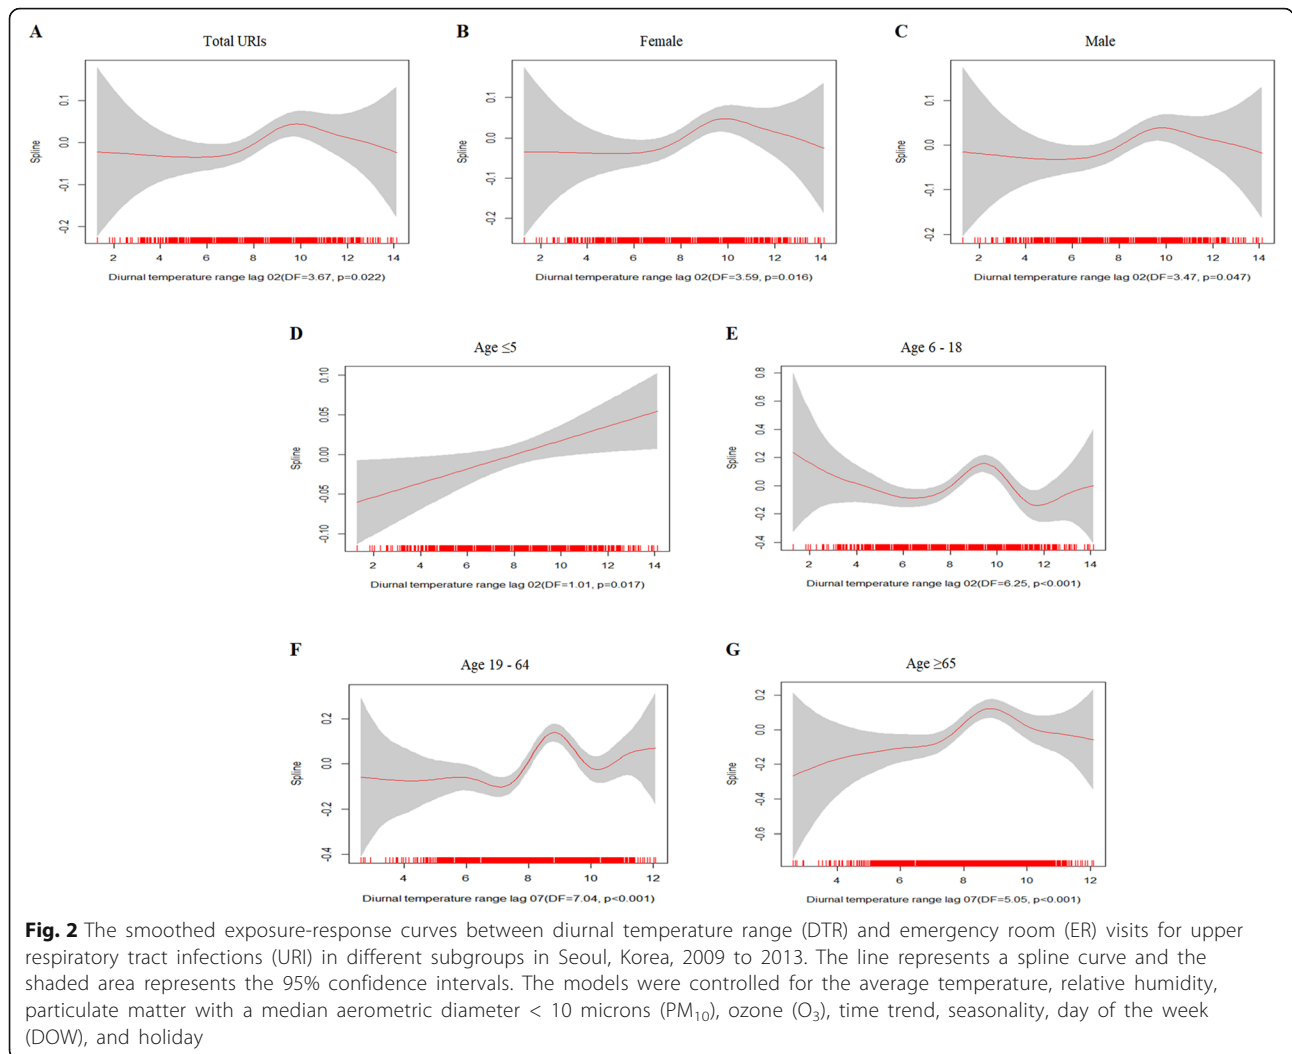 A
Total URIs
Spline
0.1
0.0
-0.1
-0.2
2 4 6 8 10 12 14
Diurnal temperature range lag 02(DF=3.67, p=0.022)
B
Female
Spline
0.1
0.0
-0.1
-0.2
2 4 6 8 10 12 14
Diurnal temperature range lag 02(DF=3.59, p=0.016)
C
Male
Spline
0.1
0.0
-0.1
-0.2
2 4 6 8 10 12 14
Diurnal temperature range lag 02(DF=3.47, p=0.047)
D
Age ≤5
Spline
0.10
0.05
0.00
-0.05
-0.10
2 4 6 8 10 12 14
Diurnal temperature range lag 02(DF=1.01, p=0.017)
E
Age 6 - 18
Spline
0.8
0.6
0.4
0.2
0.0
-0.2
-0.4
2 4 6 8 10 12 14
Diurnal temperature range lag 02(DF=6.25, p<0.001)
F
Age 19 - 64
Spline
0.2
0.0
-0.2
-0.4
4 6 8 10 12
Diurnal temperature range lag 07(DF=7.04, p<0.001)
G
Age ≥65
Spline
0.2
0.0
-0.2
-0.4
-0.6
4 6 8 10 12
Diurnal temperature range lag 07(DF=5.05, p<0.001)
Fig. 2 The smoothed exposure-response curves between diurnal temperature range (DTR) and emergency room (ER) visits for upper
respiratory tract infections (URI) in different subgroups in Seoul, Korea, 2009 to 2013. The line represents a spline curve and the
shaded area represents the 95% confidence intervals. The models were controlled for the average temperature, relative humidity,
particulate matter with a median aerometric diameter < 10 microns (PM₁₀), ozone (O₃), time trend, seasonality, day of the week
(DOW), and holiday